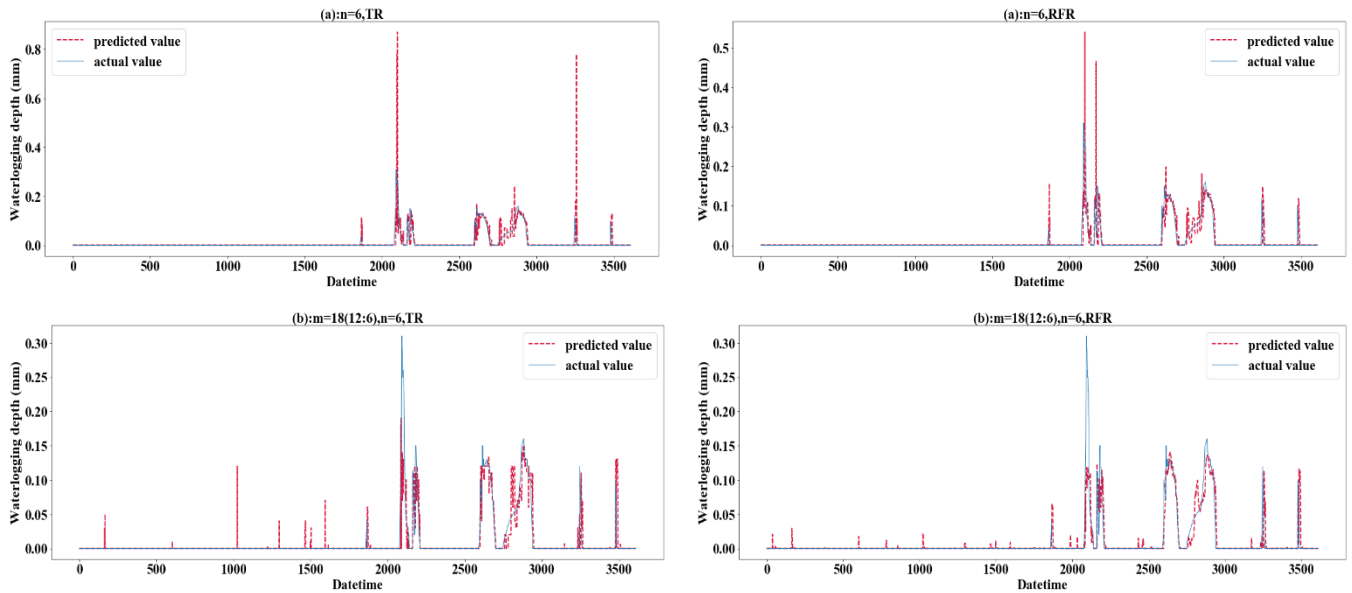 (a):n=6,TR
predicted value
actual value
Waterlogging depth (mm)
0.8
0.6
0.4
0.2
0.0
0 500 1000 1500 2000 2500 3000 3500
Datetime
(a):n=6,RFR
predicted value
actual value
Waterlogging depth (mm)
0.5
0.4
0.3
0.2
0.1
0.0
0 500 1000 1500 2000 2500 3000 3500
Datetime
(b):m=18(12:6),n=6,TR
predicted value
actual value
Waterlogging depth (mm)
0.30
0.25
0.20
0.15
0.10
0.05
0.00
0 500 1000 1500 2000 2500 3000 3500
Datetime
(b):m=18(12:6),n=6,RFR
predicted value
actual value
Waterlogging depth (mm)
0.30
0.25
0.20
0.15
0.10
0.05
0.00
0 500 1000 1500 2000 2500 3000 3500
Datetime